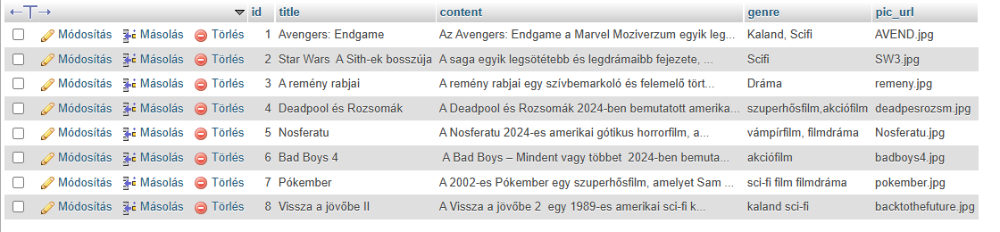 id title content genre pic_url
Módosítás Másolás Törlés 1 Avengers: Endgame Az Avengers: Endgame a Marvel Moziverzum egyik leg... Kaland, Scifi AVEND.jpg
Módosítás Másolás Törlés 2 Star Wars  A Sith-ek bosszúja A saga egyik legsötétebb és legdrámaibb fejezete, ... Scifi SW3.jpg
Módosítás Másolás Törlés 3 A remény rabjai A remény rabjai egy szívbemarkoló és felemelő tört... Dráma remeny.jpg
Módosítás Másolás Törlés 4 Deadpool és Rozsomák A Deadpool és Rozsomák 2024-ben bemutatott amerika... szuperhősfilm,akciófilm deadpesrozsm.jpg
Módosítás Másolás Törlés 5 Nosferatu A Nosferatu 2024-es amerikai gótikus horrorfilm, a... vámpírfilm, filmdráma Nosferatu.jpg
Módosítás Másolás Törlés 6 Bad Boys 4 A Bad Boys – Mindent vagy többet  2024-ben bemuta... akciófilm badboys4.jpg
Módosítás Másolás Törlés 7 Pókember A 2002-es Pókember egy szuperhősfilm, amelyet Sam ... sci-fi film filmdráma pokember.jpg
Módosítás Másolás Törlés 8 Vissza a jövőbe II A Vissza a jövőbe 2  egy 1989-es amerikai sci-fi k... kaland sci-fi backtothefuture.jpg